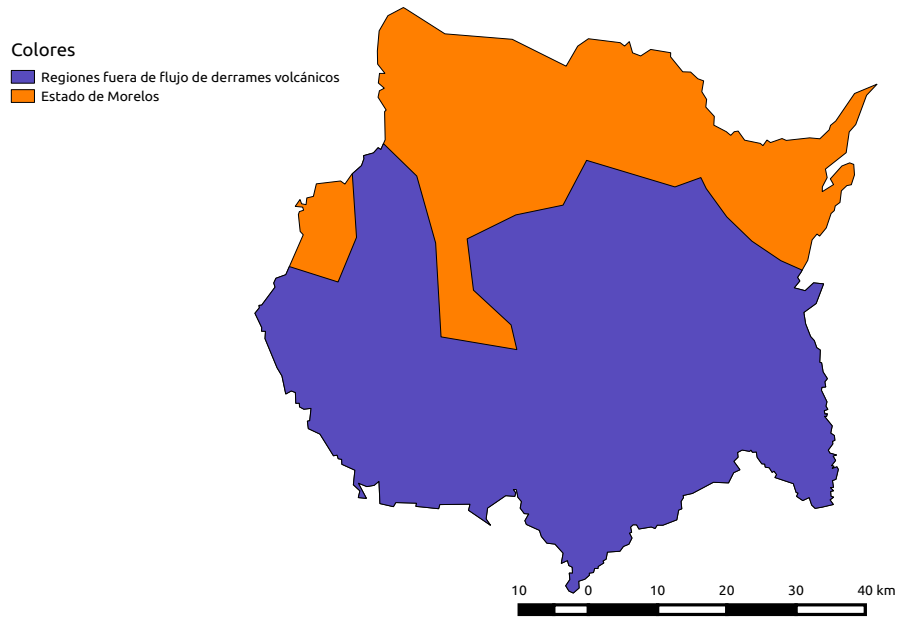 Colores
Regiones fuera de flujo de derrames volcánicos
Estado de Morelos
10 0 10 20 30 40 km